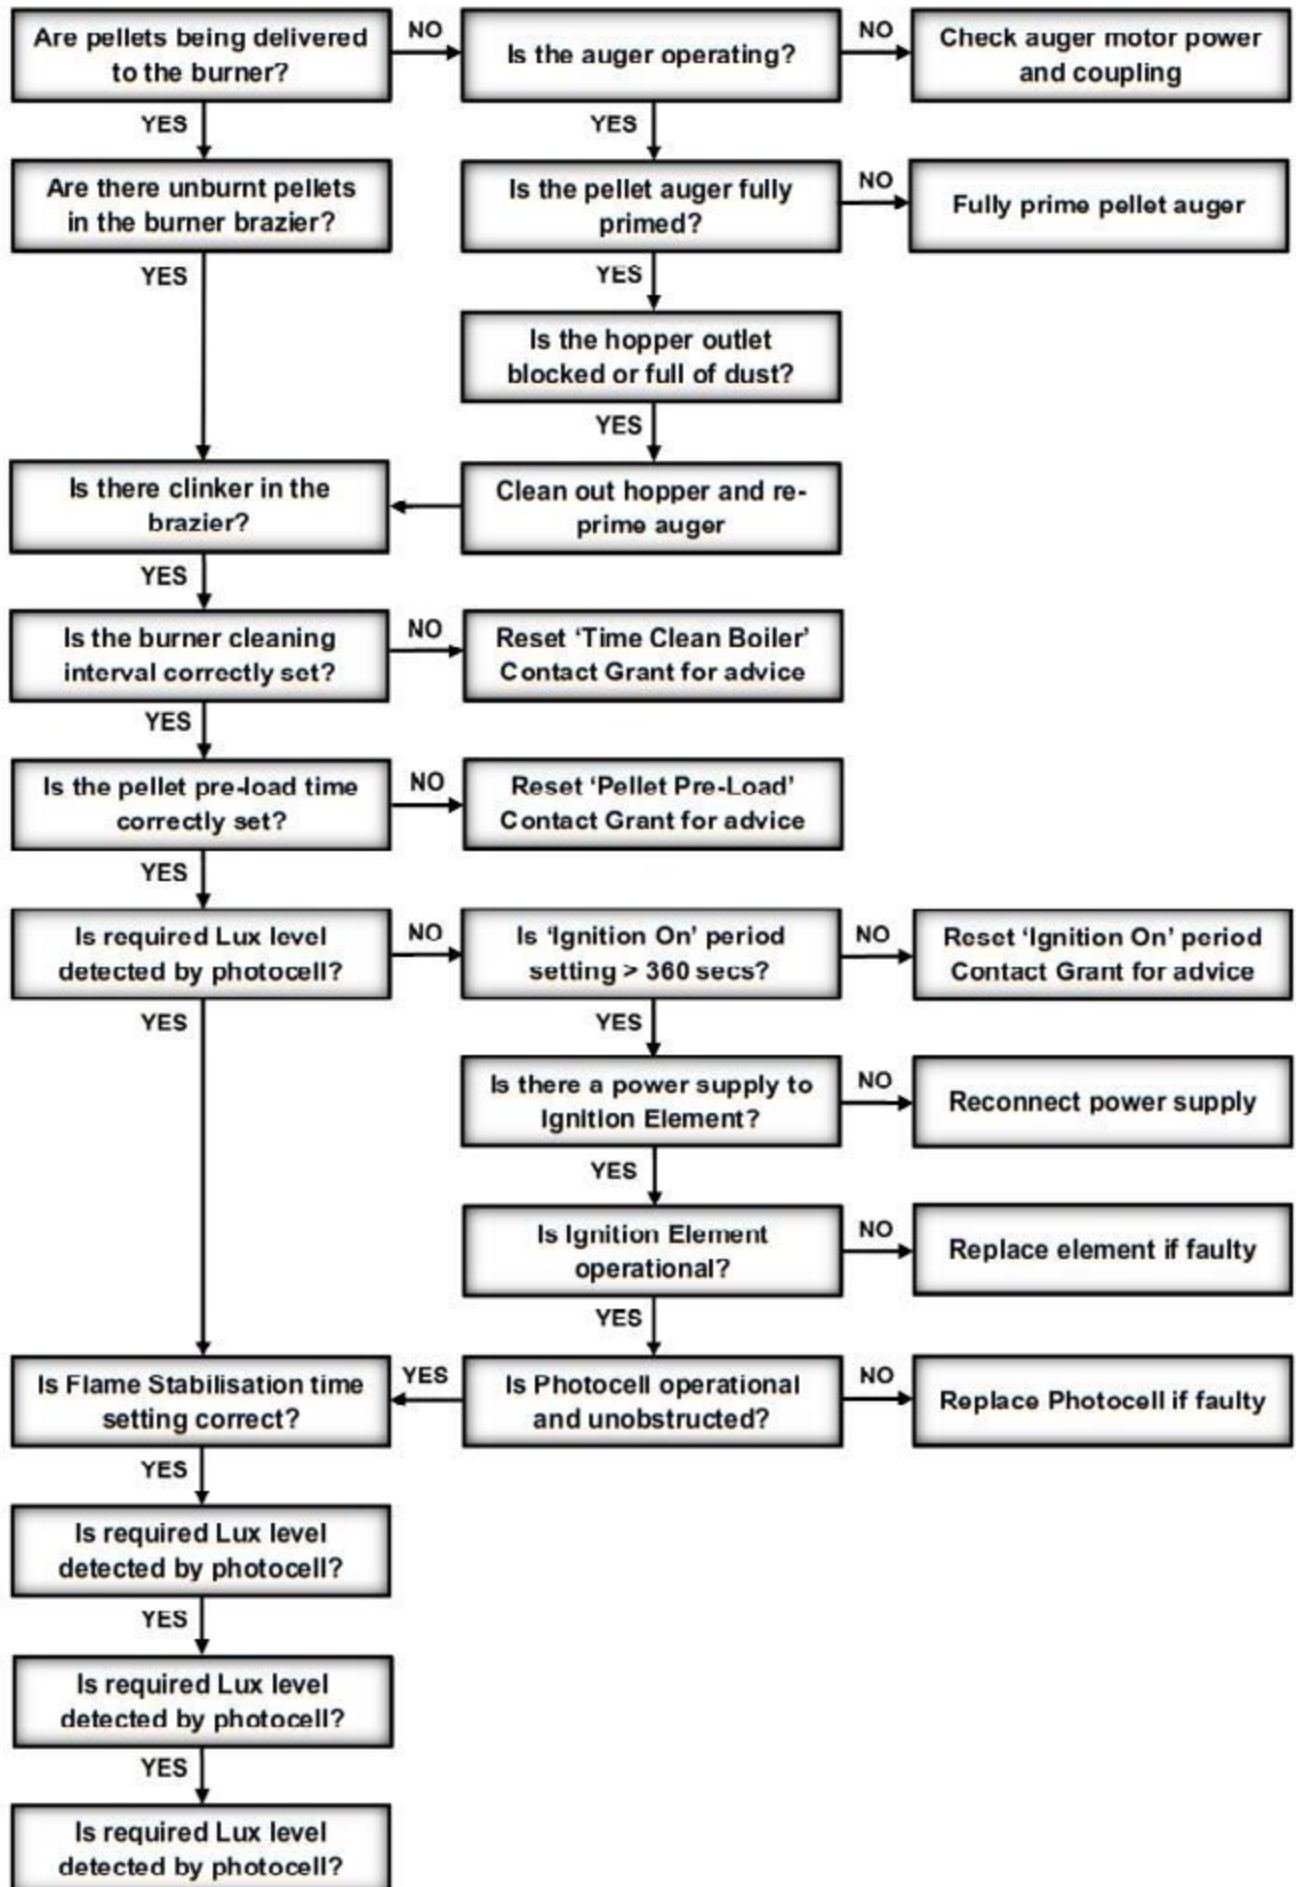 Are pellets being delivered
to the burner?
NO
Is the auger operating?
NO
Check auger motor power
and coupling
YES
YES
Are there unburnt pellets
in the burner brazier?
Is the pellet auger fully
primed?
NO
Fully prime pellet auger
YES
YES
Is the hopper outlet
blocked or full of dust?
YES
Is there clinker in the
brazier?
Clean out hopper and re-
prime auger
YES
Is the burner cleaning
interval correctly set?
NO
Reset ‘Time Clean Boiler’
Contact Grant for advice
YES
Is the pellet pre-load time
correctly set?
NO
Reset ‘Pellet Pre-Load’
Contact Grant for advice
YES
Is required Lux level
detected by photocell?
NO
Is ‘Ignition On’ period
setting > 360 secs?
NO
Reset ‘Ignition On’ period
Contact Grant for advice
YES
YES
Is there a power supply to
Ignition Element?
NO
Reconnect power supply
YES
Is Ignition Element
operational?
NO
Replace element if faulty
YES
Is Flame Stabilisation time
setting correct?
YES
Is Photocell operational
and unobstructed?
NO
Replace Photocell if faulty
YES
Is required Lux level
detected by photocell?
YES
Is required Lux level
detected by photocell?
YES
Is required Lux level
detected by photocell?